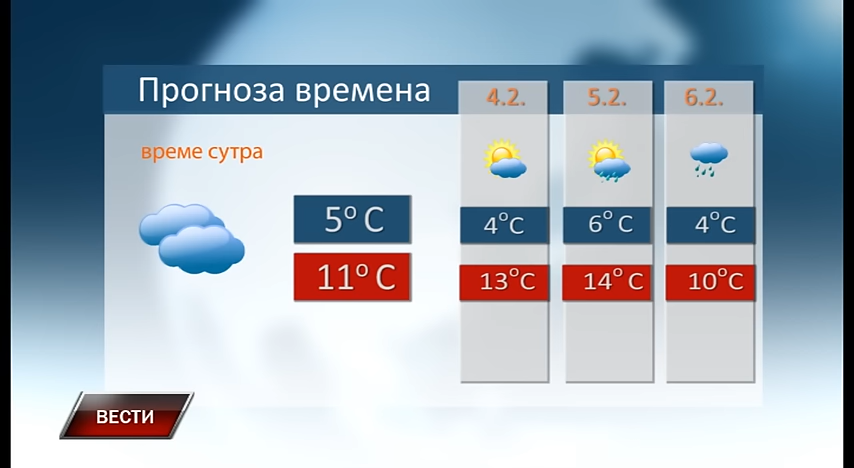 Прогноза времена
време сутра
5° C
11° C
4.2.
5.2.
6.2.
4°C
6° C
4°C
13°C
14° C
10°C
ВЕСТИ